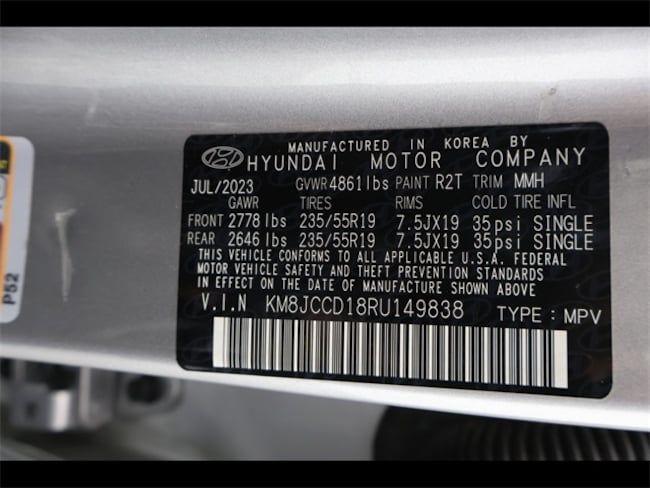 MANUFACTURED IN KOREA BY
HYUNDAI MOTOR COMPANY
JUL/2023 GVWR 4861lbs PAINT R2T TRIM MMH
GAWR TIRES RIMS COLD TIRE INFL
FRONT 2778 lbs 235/55R19 7.5JX19 35psi SINGLE
REAR 2646 lbs 235/55R19 7.5JX19 35psi SINGLE
THIS VEHICLE CONFORMS TO ALL APPLICABLE U.S.A. FEDERAL
MOTOR VEHICLE SAFETY AND THEFT PREVENTION STANDARDS
IN EFFECT ON THE DATE OF MANUFACTURE SHOWN ABOVE
V.I.N KM8JCCD18RU149838 TYPE : MPV
P52